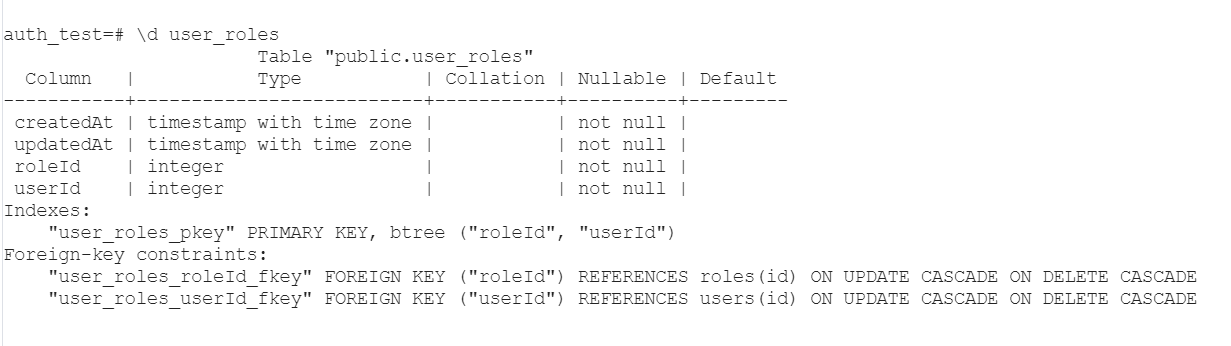 auth_test=# \d user_roles
                       Table "public.user_roles"
  Column   |           Type           | Collation | Nullable | Default
-----------+--------------------------+-----------+----------+---------
 createdAt | timestamp with time zone |           | not null |
 updatedAt | timestamp with time zone |           | not null |
 roleId    | integer                  |           | not null |
 userId    | integer                  |           | not null |
Indexes:
    "user_roles_pkey" PRIMARY KEY, btree ("roleId", "userId")
Foreign-key constraints:
    "user_roles_roleId_fkey" FOREIGN KEY ("roleId") REFERENCES roles(id) ON UPDATE CASCADE ON DELETE CASCADE
    "user_roles_userId_fkey" FOREIGN KEY ("userId") REFERENCES users(id) ON UPDATE CASCADE ON DELETE CASCADE